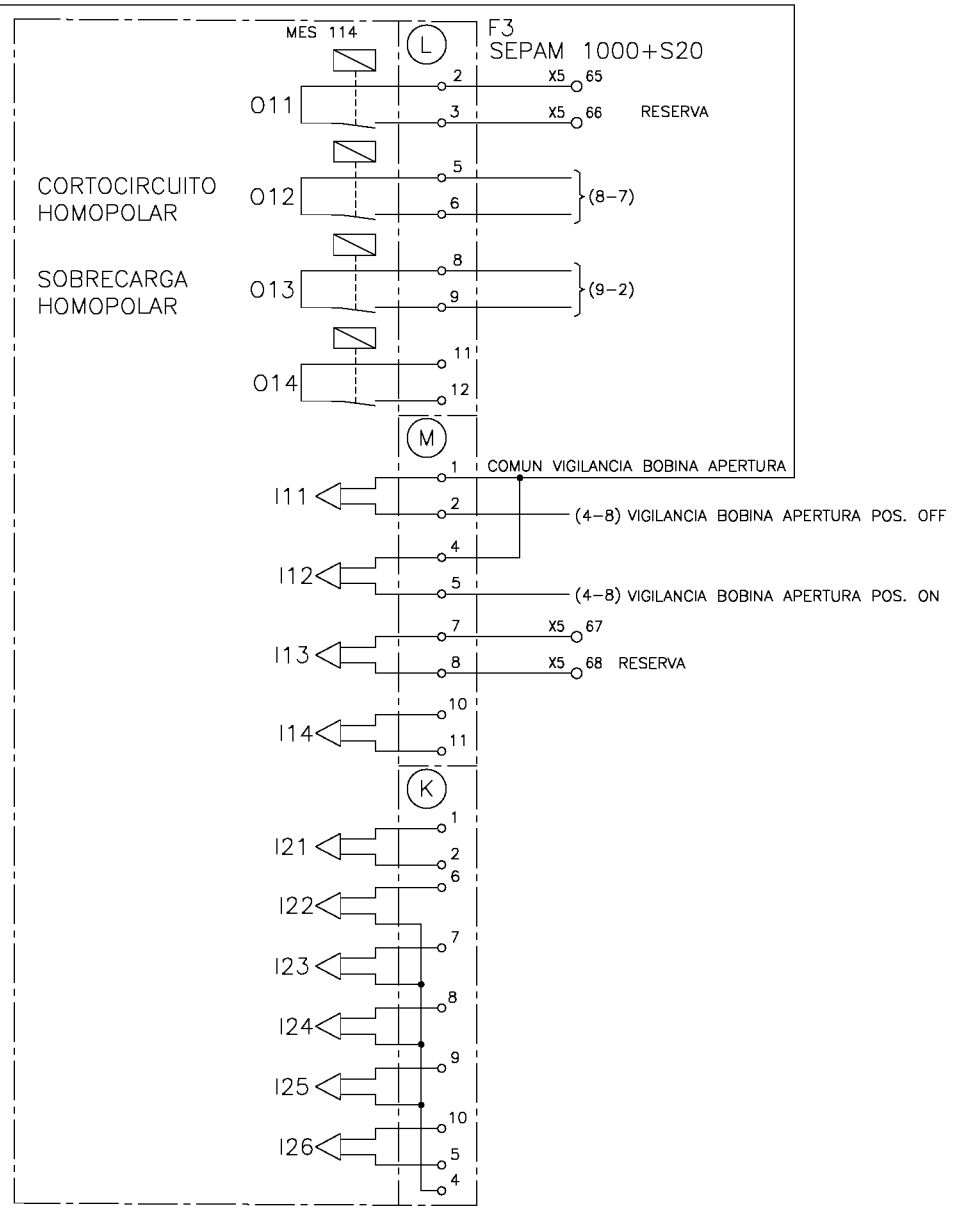 MES 114
L
F3
SEPAM 1000+S20
O11
2
X5 65
3
X5 66 RESERVA
CORTOCIRCUITO
HOMOPOLAR
O12
5
6
(8-7)
SOBRECARGA
HOMOPOLAR
O13
8
9
(9-2)
O14
11
12
M
I11
1
COMUN VIGILANCIA BOBINA APERTURA
2
(4-8) VIGILANCIA BOBINA APERTURA POS. OFF
I12
4
5
(4-8) VIGILANCIA BOBINA APERTURA POS. ON
I13
7
X5 67
8
X5 68 RESERVA
I14
10
11
K
I21
1
2
I22
6
I23
7
I24
8
I25
9
I26
10
5
4